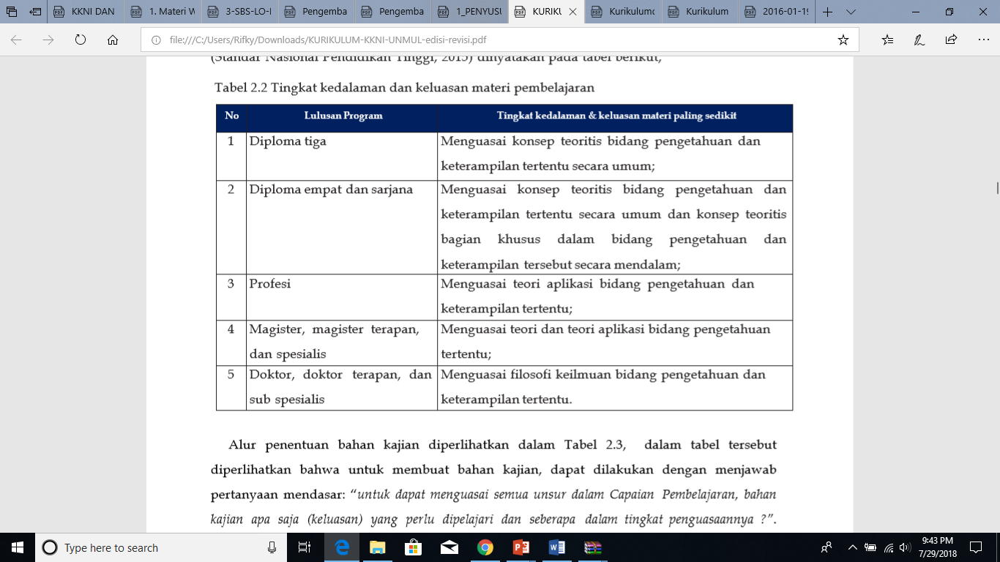 KKNI DAN
1. Materi W
3-SBS-LO-I
Pengemba
Pengemba
1_PENYUSU
KURIKU
Kurikulumd
Kurikulum
2016-01-19
file:///C:/Users/Rifky/Downloads/KURIKULUM-KKNI-UNMUL-edisi-revisi.pdf
(Standar Nasional Pendidikan Tinggi, 2015) dinyatakan pada tabel berikut,
Tabel 2.2 Tingkat kedalaman dan keluasan materi pembelajaran
No Lulusan Program Tingkat kedalaman & keluasan materi paling sedikit
1 Diploma tiga Menguasai konsep teoritis bidang pengetahuan dan
keterampilan tertentu secara umum;
2 Diploma empat dan sarjana Menguasai konsep teoritis bidang pengetahuan dan
keterampilan tertentu secara umum dan konsep teoritis
bagian khusus dalam bidang pengetahuan dan
keterampilan tersebut secara mendalam;
3 Profesi Menguasai teori aplikasi bidang pengetahuan dan
keterampilan tertentu;
4 Magister, magister terapan, Menguasai teori dan teori aplikasi bidang pengetahuan
dan spesialis tertentu;
5 Doktor, doktor terapan, dan Menguasai filosofi keilmuan bidang pengetahuan dan
sub spesialis keterampilan tertentu.
Alur penentuan bahan kajian diperlihatkan dalam Tabel 2.3, dalam tabel tersebut
diperlihatkan bahwa untuk membuat bahan kajian, dapat dilakukan dengan menjawab
pertanyaan mendasar: “untuk dapat menguasai semua unsur dalam Capaian Pembelajaran, bahan
kajian apa saja (keluasan) yang perlu dipelajari dan seberapa dalam tingkat penguasaannya ?”.
Type here to search
9:43 PM
7/29/2018